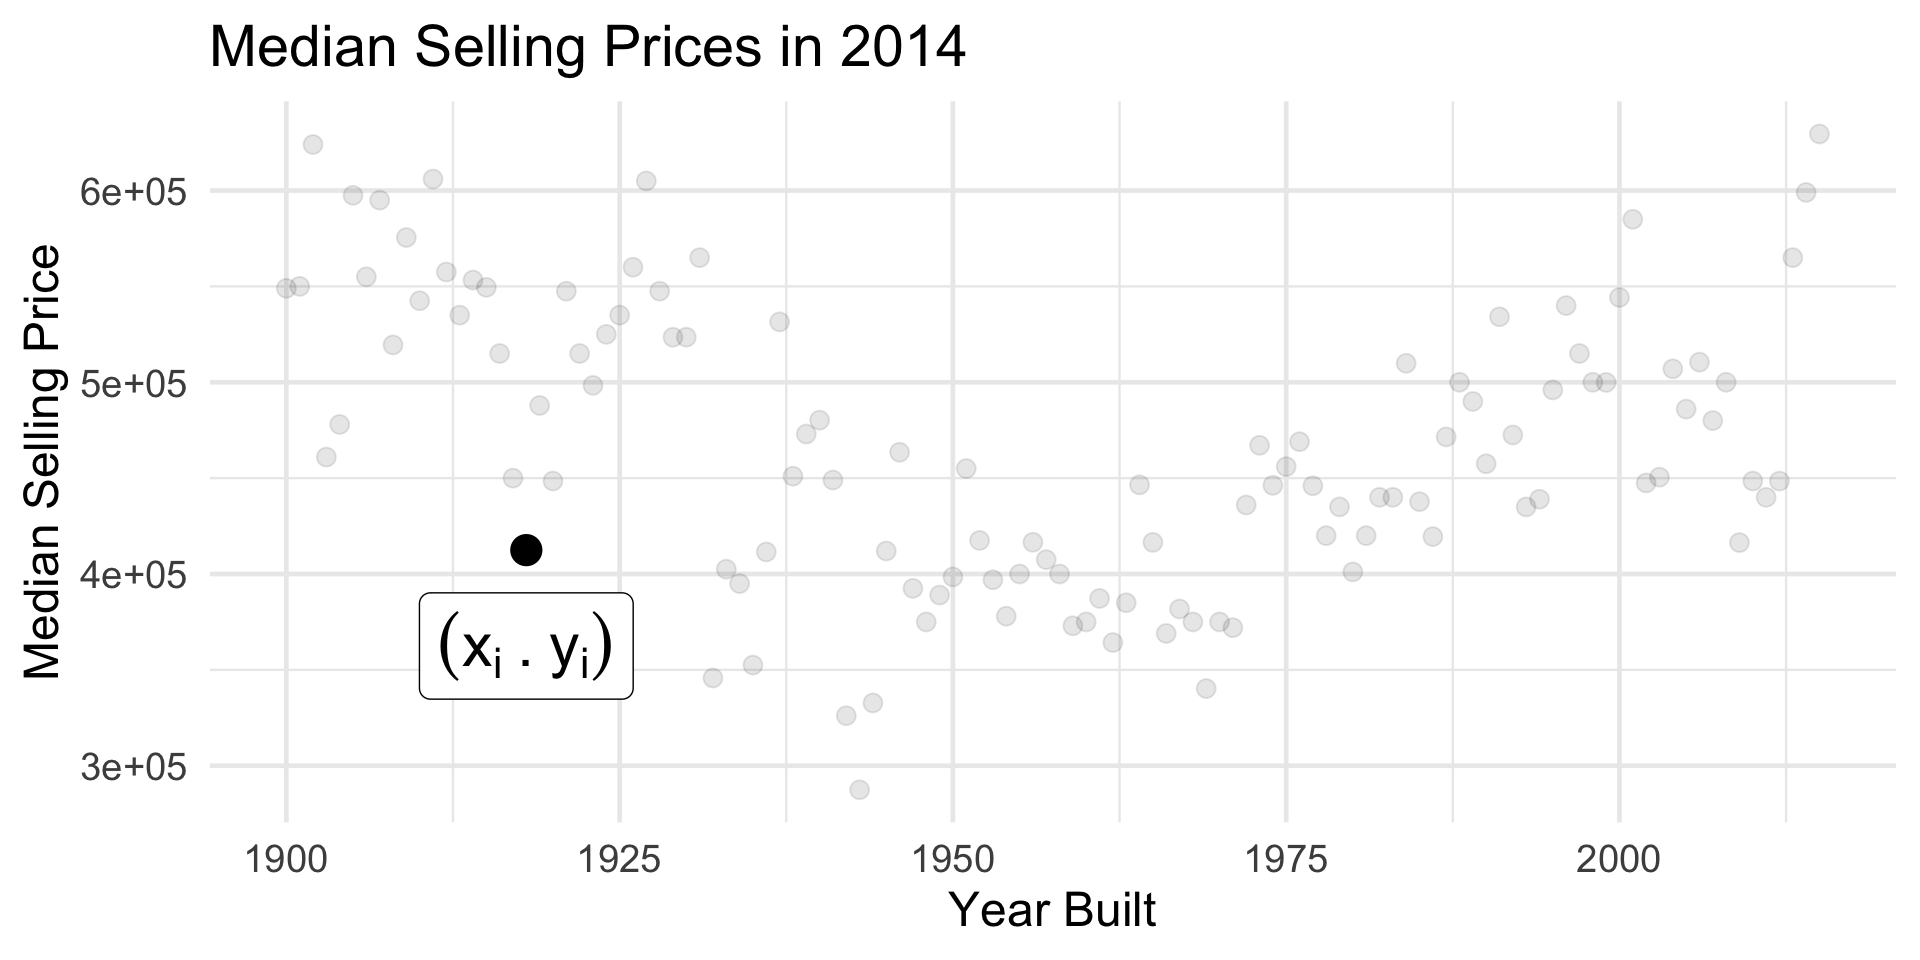 Median Selling Prices in 2014
Median Selling Price
6e+05
5e+05
4e+05
3e+05
(xᵢ . yᵢ)
1900 1925 1950 1975 2000
Year Built